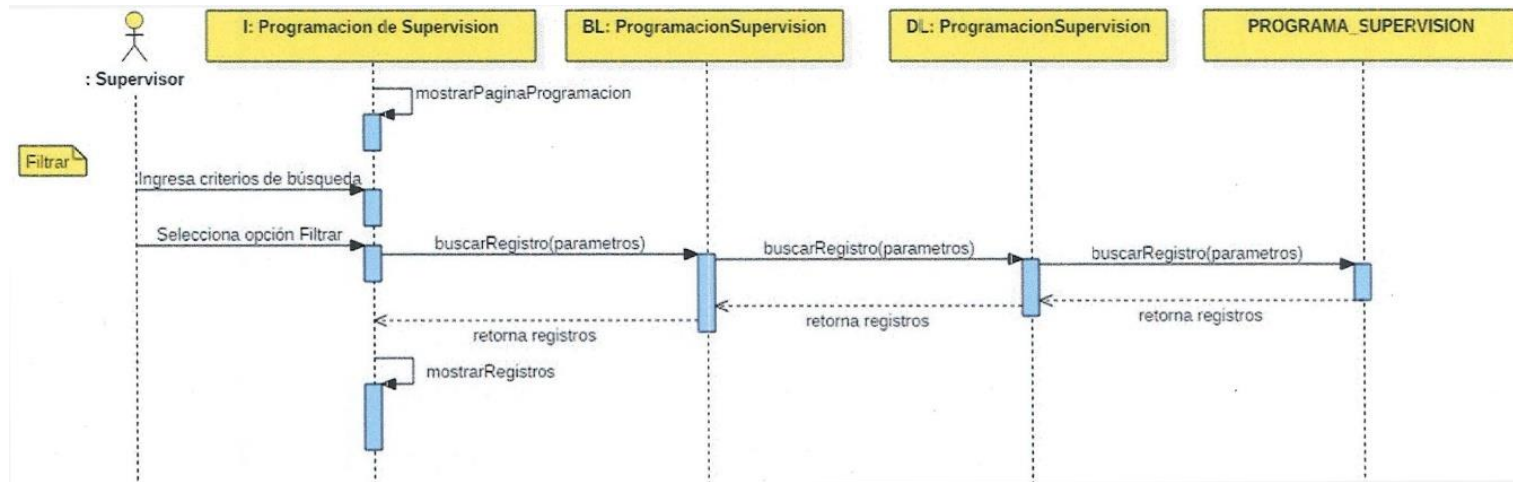 I: Programacion de Supervision
BL: ProgramacionSupervision
DL: ProgramacionSupervision
PROGRAMA_SUPERVISION
: Supervisor
mostrarPaginaProgramacion
Filtrar
Ingresa criterios de búsqueda
Selecciona opción Filtrar
buscarRegistro(parametros)
buscarRegistro(parametros)
buscarRegistro(parametros)
retorna registros
retorna registros
retorna registros
mostrarRegistros